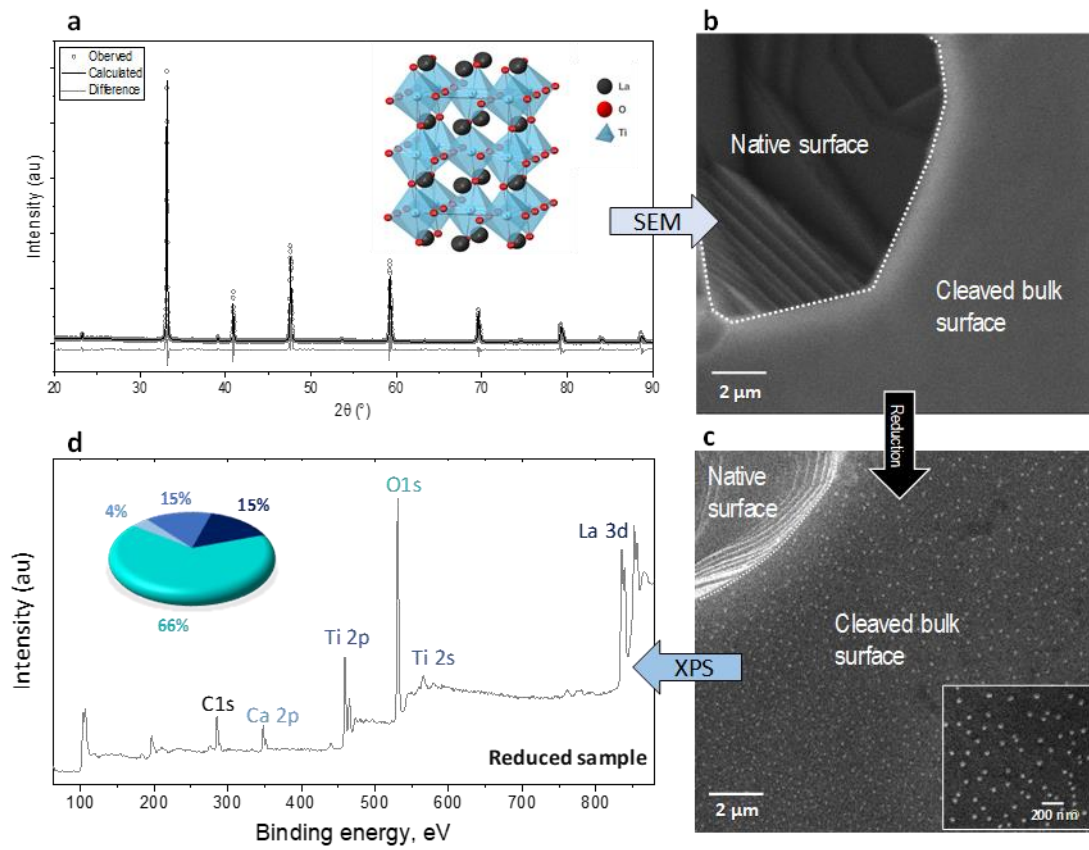 a
Oberved
Calculated
Difference
La
O
Ti
Intensity (au)
20 30 40 50 60 70 80 90
2θ (°)
SEM
b
Native surface
Cleaved bulk
surface
2 μm
Reduction
c
Native
surface
Cleaved bulk
surface
2 μm
200 nm
XPS
d
4%
15%
15%
66%
O1s
La 3d
Ti 2p
Ti 2s
C1s
Ca 2p
Reduced sample
Intensity (au)
100 200 300 400 500 600 700 800
Binding energy, eV